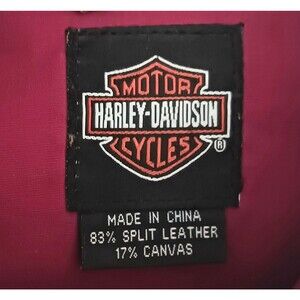 MOTOR
HARLEY-DAVIDSON
CYCLES
®
MADE IN CHINA
83% SPLIT LEATHER
17% CANVAS